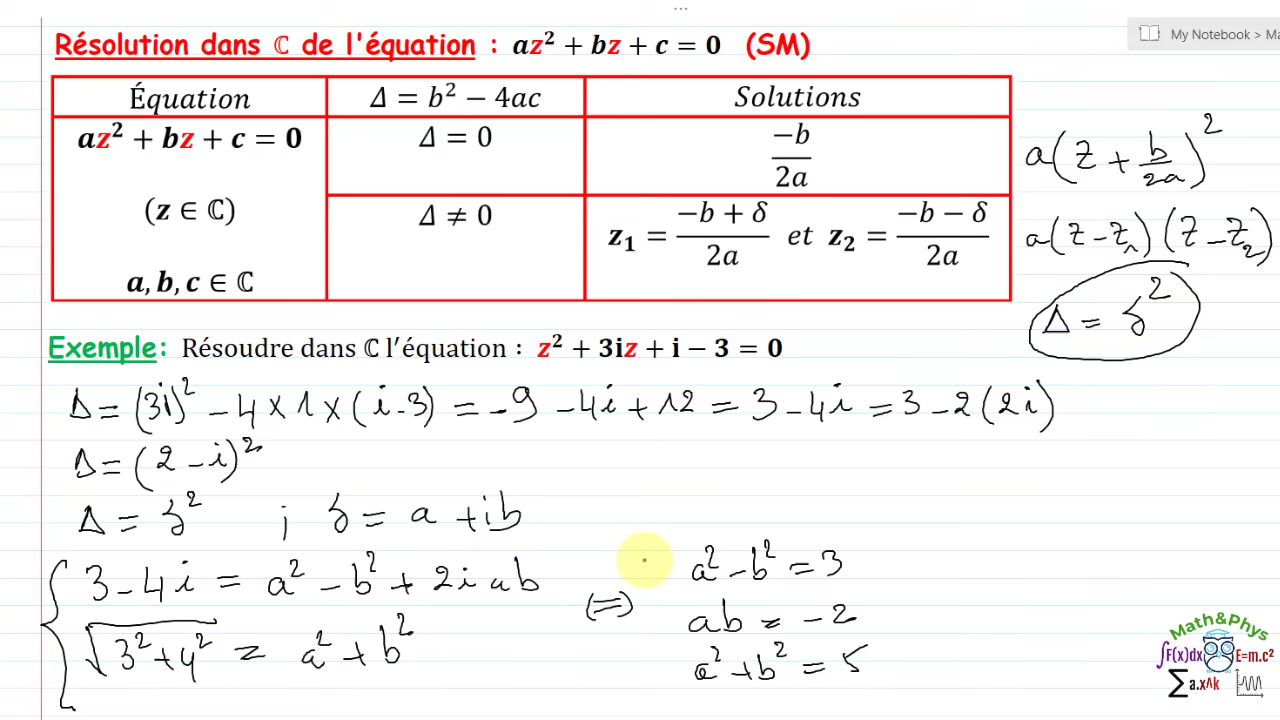 ...
Résolution dans ℂ de l'équation : az² + bz + c = 0 (SM)
My Notebook > Ma
Équation
Δ = b² − 4ac
Solutions
az² + bz + c = 0
(z ∈ ℂ)
a, b, c ∈ ℂ
Δ = 0
−b / 2a
Δ ≠ 0
z₁ = (−b + δ) / 2a et z₂ = (−b − δ) / 2a
a(z + b/2a)²
a(z − z₁)(z − z₂)
Δ = δ²
Exemple: Résoudre dans ℂ l'équation : z² + 3iz + i − 3 = 0
Δ = (3i)² − 4 × 1 × (i − 3) = −9 − 4i + 12 = 3 − 4i = 3 − 2(2i)
Δ = (2 − i)²
Δ = δ² ; δ = a + ib
3 − 4i = a² − b² + 2i ab
√(3² + 4²) = a² + b²
⟺
a² − b² = 3
ab = −2
a² + b² = 5
Math&Phys
∫F(x)dx E=m.c²
∑ a.x∧k